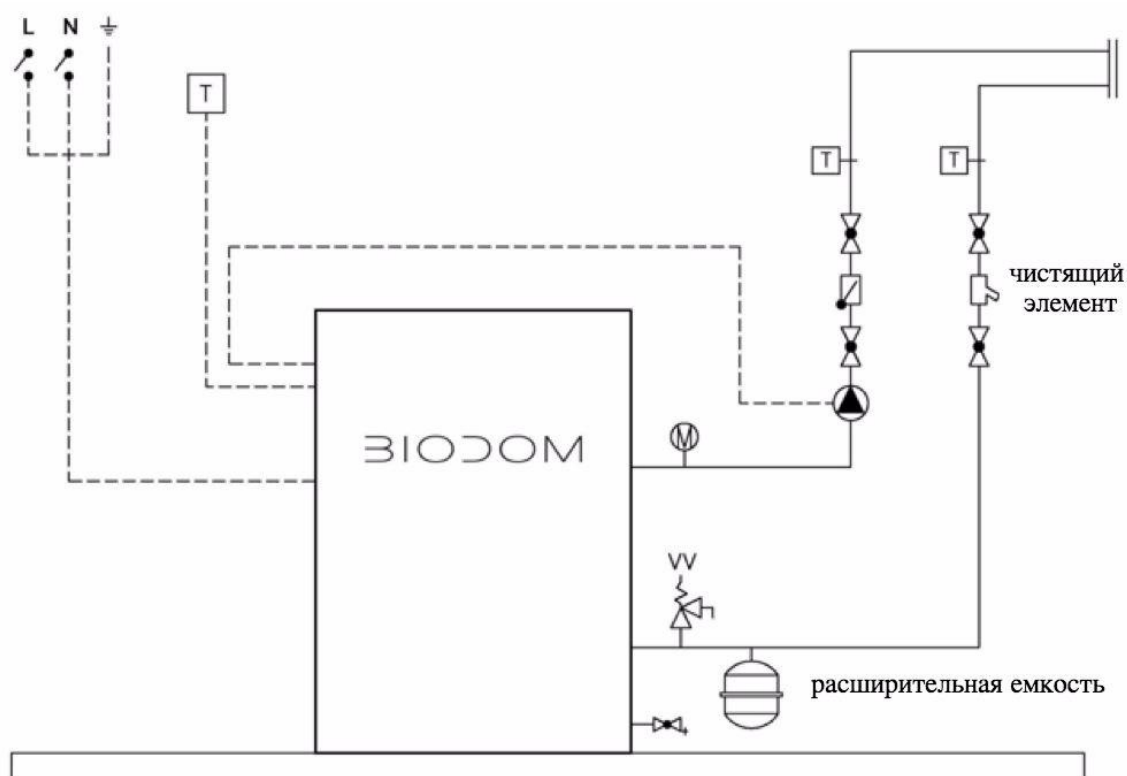 L N
T
T
T
чистящий
элемент
BIODOM
M
VV
расширительная емкость